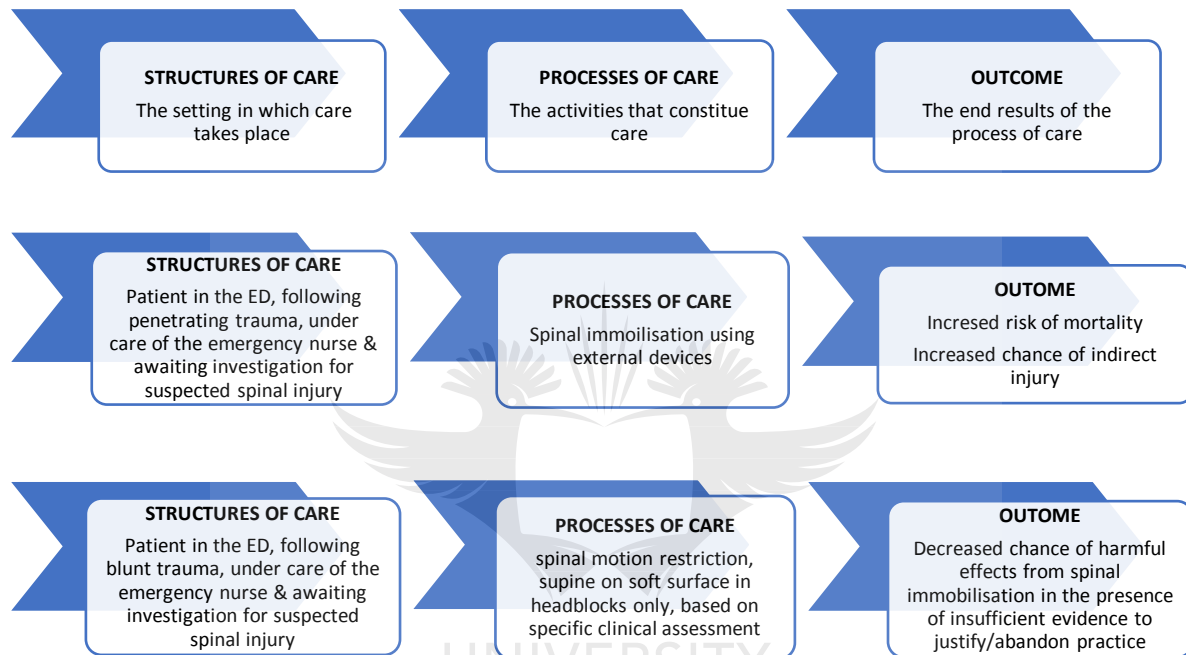 STRUCTURES OF CARE
The setting in which care
takes place
PROCESSES OF CARE
The activities that constitute
care
OUTCOME
The end results of the
process of care
STRUCTURES OF CARE
Patient in the ED, following
penetrating trauma, under
care of the emergency nurse &
awaiting investigation for
suspected spinal injury
PROCESSES OF CARE
Spinal immoilisation using
external devices
OUTCOME
Incresed risk of mortality
Increased chance of indirect
injury
STRUCTURES OF CARE
Patient in the ED, following
blunt trauma, under care of the
emergency nurse & awaiting
investigation for suspected
spinal injury
PROCESSES OF CARE
spinal motion restriction,
supine on soft surface in
headblocks only, based on
specific clinical assessment
OUTCOME
Decreased chance of harmful
effects from spinal
immobilisation in the presence
of insufficient evidence to
justify/abandon practice
UNIVERSITY